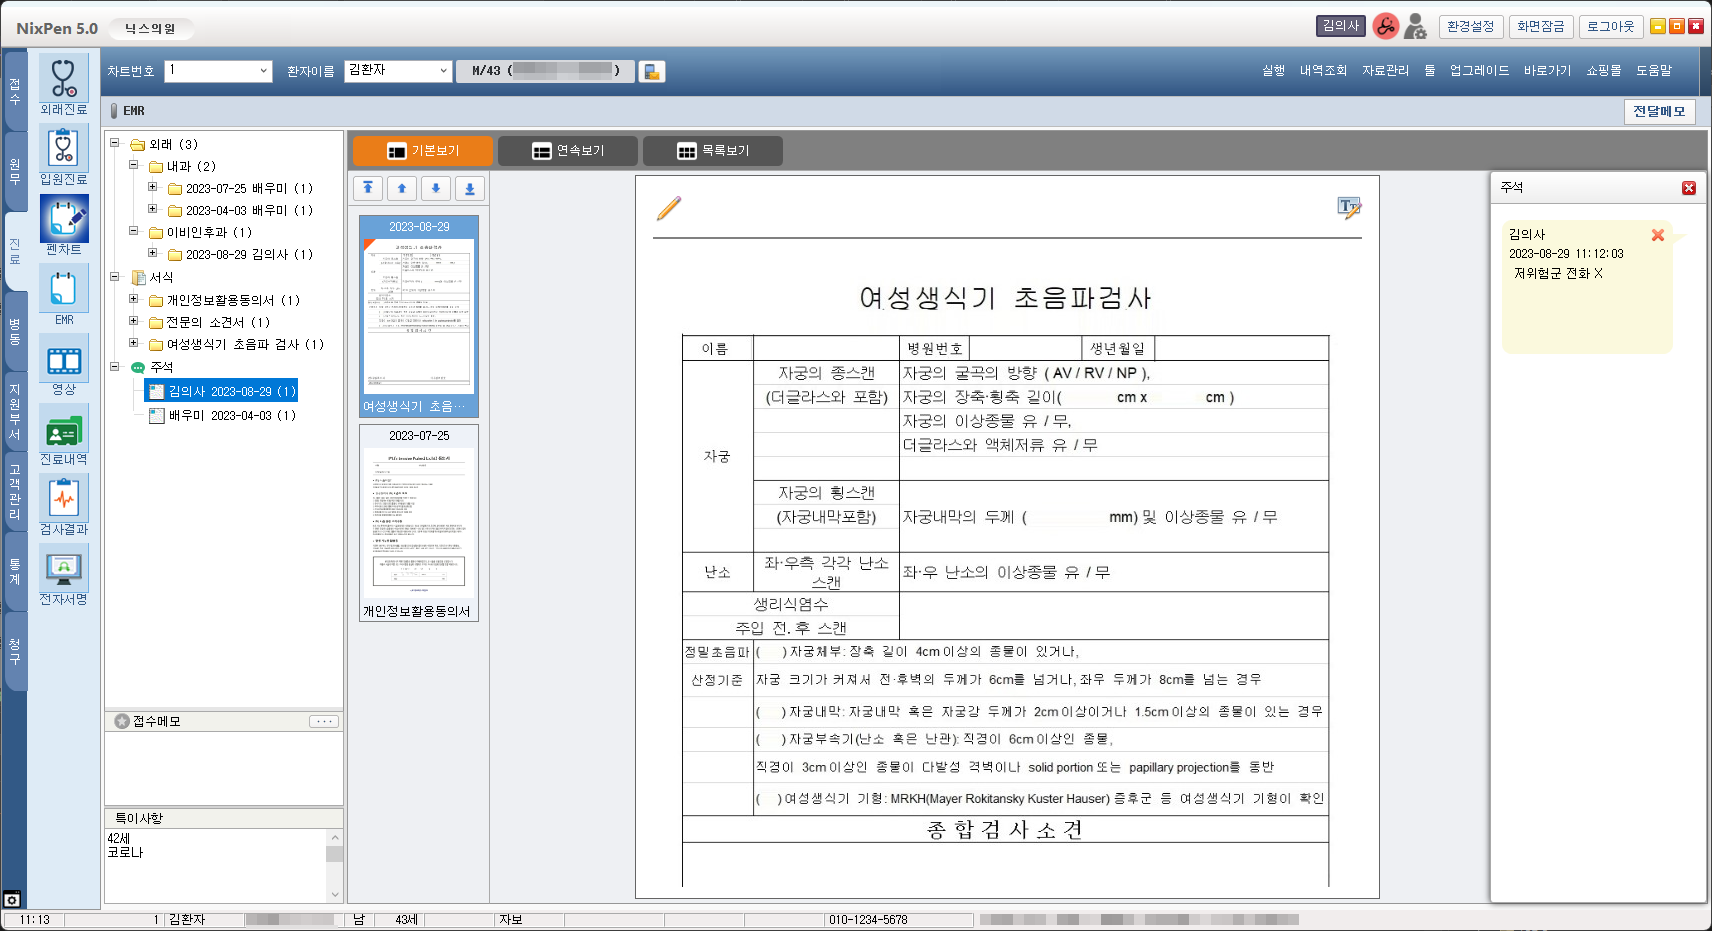 NixPen 5.0
닉스의원
김의사
환경설정
화면잠금
로그아웃
차트번호
1
환자이름
김환자
M/43 (
)
실행
내역조회
자료관리
툴
업그레이드
바로가기
쇼핑몰
도움말
EMR
전달메모
접수
원무
진료
병동
지원부서
고객관리
통계
청구
외래진료
입원진료
펜차트
EMR
영상
진료내역
검사결과
전자서명
외래 (3)
내과 (2)
2023-07-25 배우미 (1)
2023-04-03 배우미 (1)
이비인후과 (1)
2023-08-29 김의사 (1)
서식
개인정보활용동의서 (1)
전문의 소견서 (1)
여성생식기 초음파 검사 (1)
주석
김의사 2023-08-29 (1)
배우미 2023-04-03 (1)
접수메모
...
특이사항
42세
코로나
기본보기
연속보기
목록보기
2023-08-29
여성생식기 초음파검사
여성생식기 초음…
2023-07-25
개인정보활용동의서
여성생식기 초음파검사
이름
병원번호
생년월일
자궁
자궁의 종스캔
(더글라스와 포함)
자궁의 굴곡의 방향 ( AV / RV / NP ),
자궁의 장축·횡축 길이( cm x cm )
자궁의 이상종물 유 / 무,
더글라스와 액체저류 유 / 무
자궁의 횡스캔
(자궁내막포함)
자궁내막의 두께 ( mm) 및 이상종물 유 / 무
난소
좌·우측 각각 난소
스캔
좌·우 난소의 이상종물 유 / 무
생리식염수
주입 전.후 스캔
정밀초음파
산정기준
( ) 자궁체부: 장축 길이 4cm 이상의 종물이 있거나,
자궁 크기가 커져서 전·후벽의 두께가 6cm를 넘거나, 좌우 두께가 8cm를 넘는 경우
( ) 자궁내막: 자궁내막 혹은 자궁강 두께가 2cm 이상이거나 1.5cm 이상의 종물이 있는 경우
( ) 자궁부속기(난소 혹은 난관): 직경이 6cm 이상인 종물,
직경이 3cm 이상인 종물이 다발성 격벽이나 solid portion 또는 papillary projection를 동반
( ) 여성생식기 기형: MRKH(Mayer Rokitansky Kuster Hauser) 증후군 등 여성생식기 기형이 확인
종합검사소견
주석
김의사
2023-08-29 11:12:03
저위험군 전화 X
11:13
1
김환자
남
43세
자보
010-1234-5678